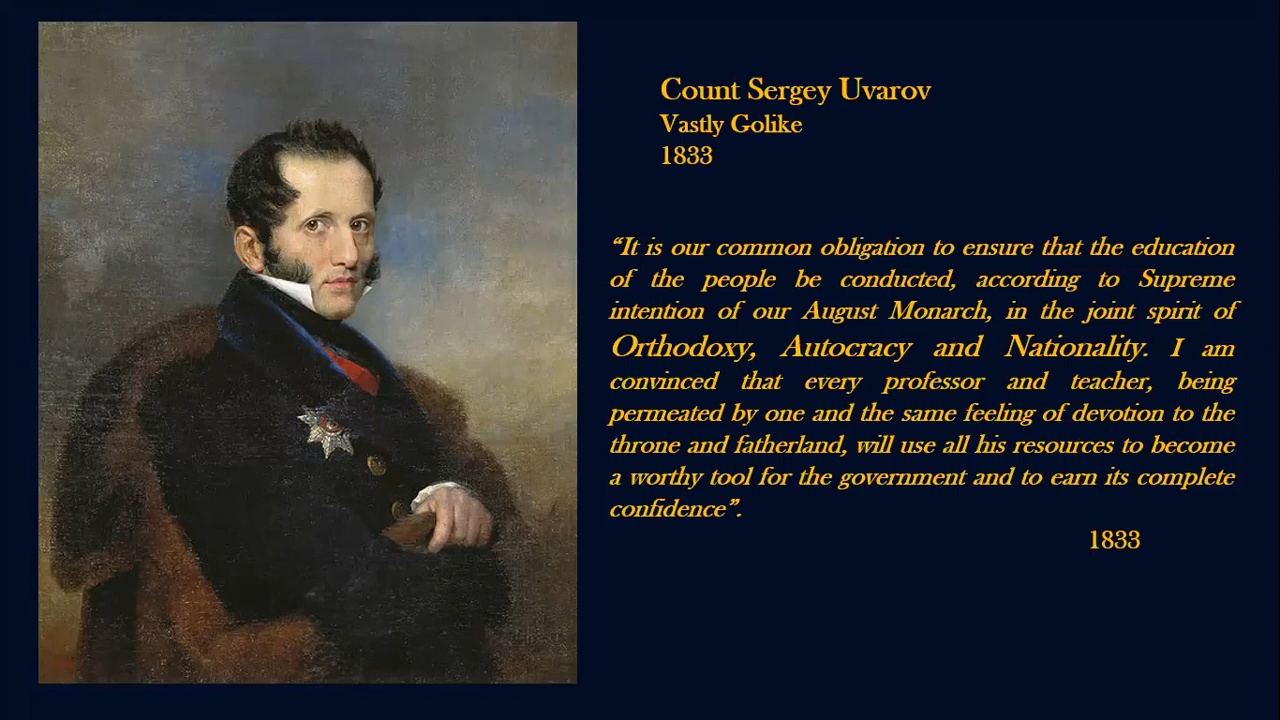 Count Sergey Uvarov
Vastly Golike
1833
“It is our common obligation to ensure that the education
of the people be conducted, according to Supreme
intention of our August Monarch, in the joint spirit of
Orthodoxy, Autocracy and Nationality. I am
convinced that every professor and teacher, being
permeated by one and the same feeling of devotion to the
throne and fatherland, will use all his resources to become
a worthy tool for the government and to earn its complete
confidence”.
1833